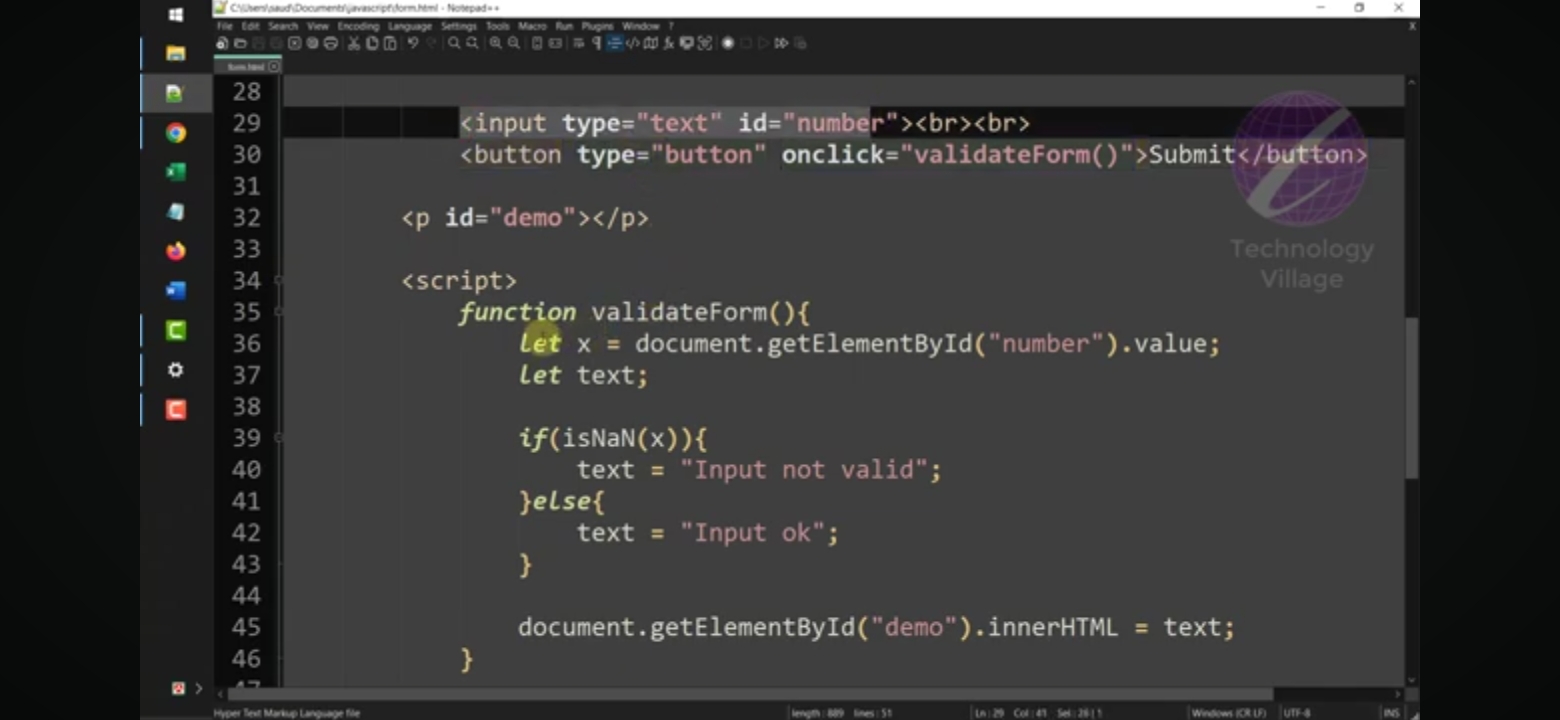 C:\Users\saud\Documents\javascript\form.html - Notepad++
File Edit Search View Encoding Language Settings Tools Macro Run Plugins Window ?
form.html
28
29 <input type="text" id="number"><br><br>
30 <button type="button" onclick="validateForm()">Submit</button>
31
32 <p id="demo"></p>
33
34 <script>
35 function validateForm(){
36 let x = document.getElementById("number").value;
37 let text;
38
39 if(isNaN(x)){
40 text = "Input not valid";
41 }else{
42 text = "Input ok";
43 }
44
45 document.getElementById("demo").innerHTML = text;
46 }
47
Technology
Village
Hyper Text Markup Language file
length : 889 lines : 51
Ln : 29 Col : 41 Sel : 28 | 1
Windows (CR LF)
UTF-8
INS